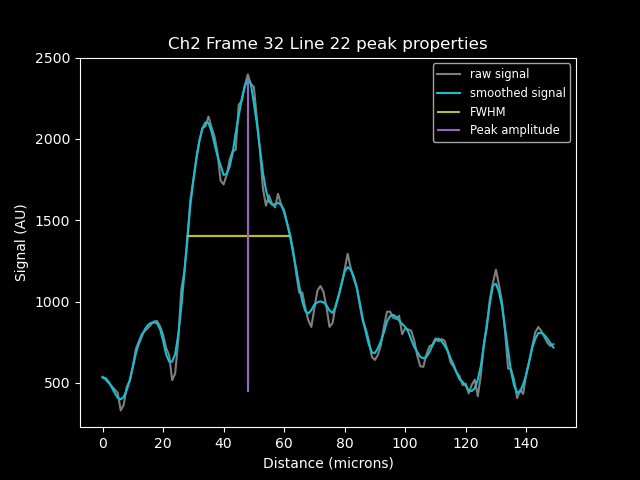 Ch2 Frame 32 Line 22 peak properties
raw signal
smoothed signal
FWHM
Peak amplitude
2500
2000
1500
1000
500
Signal (AU)
0 20 40 60 80 100 120 140
Distance (microns)